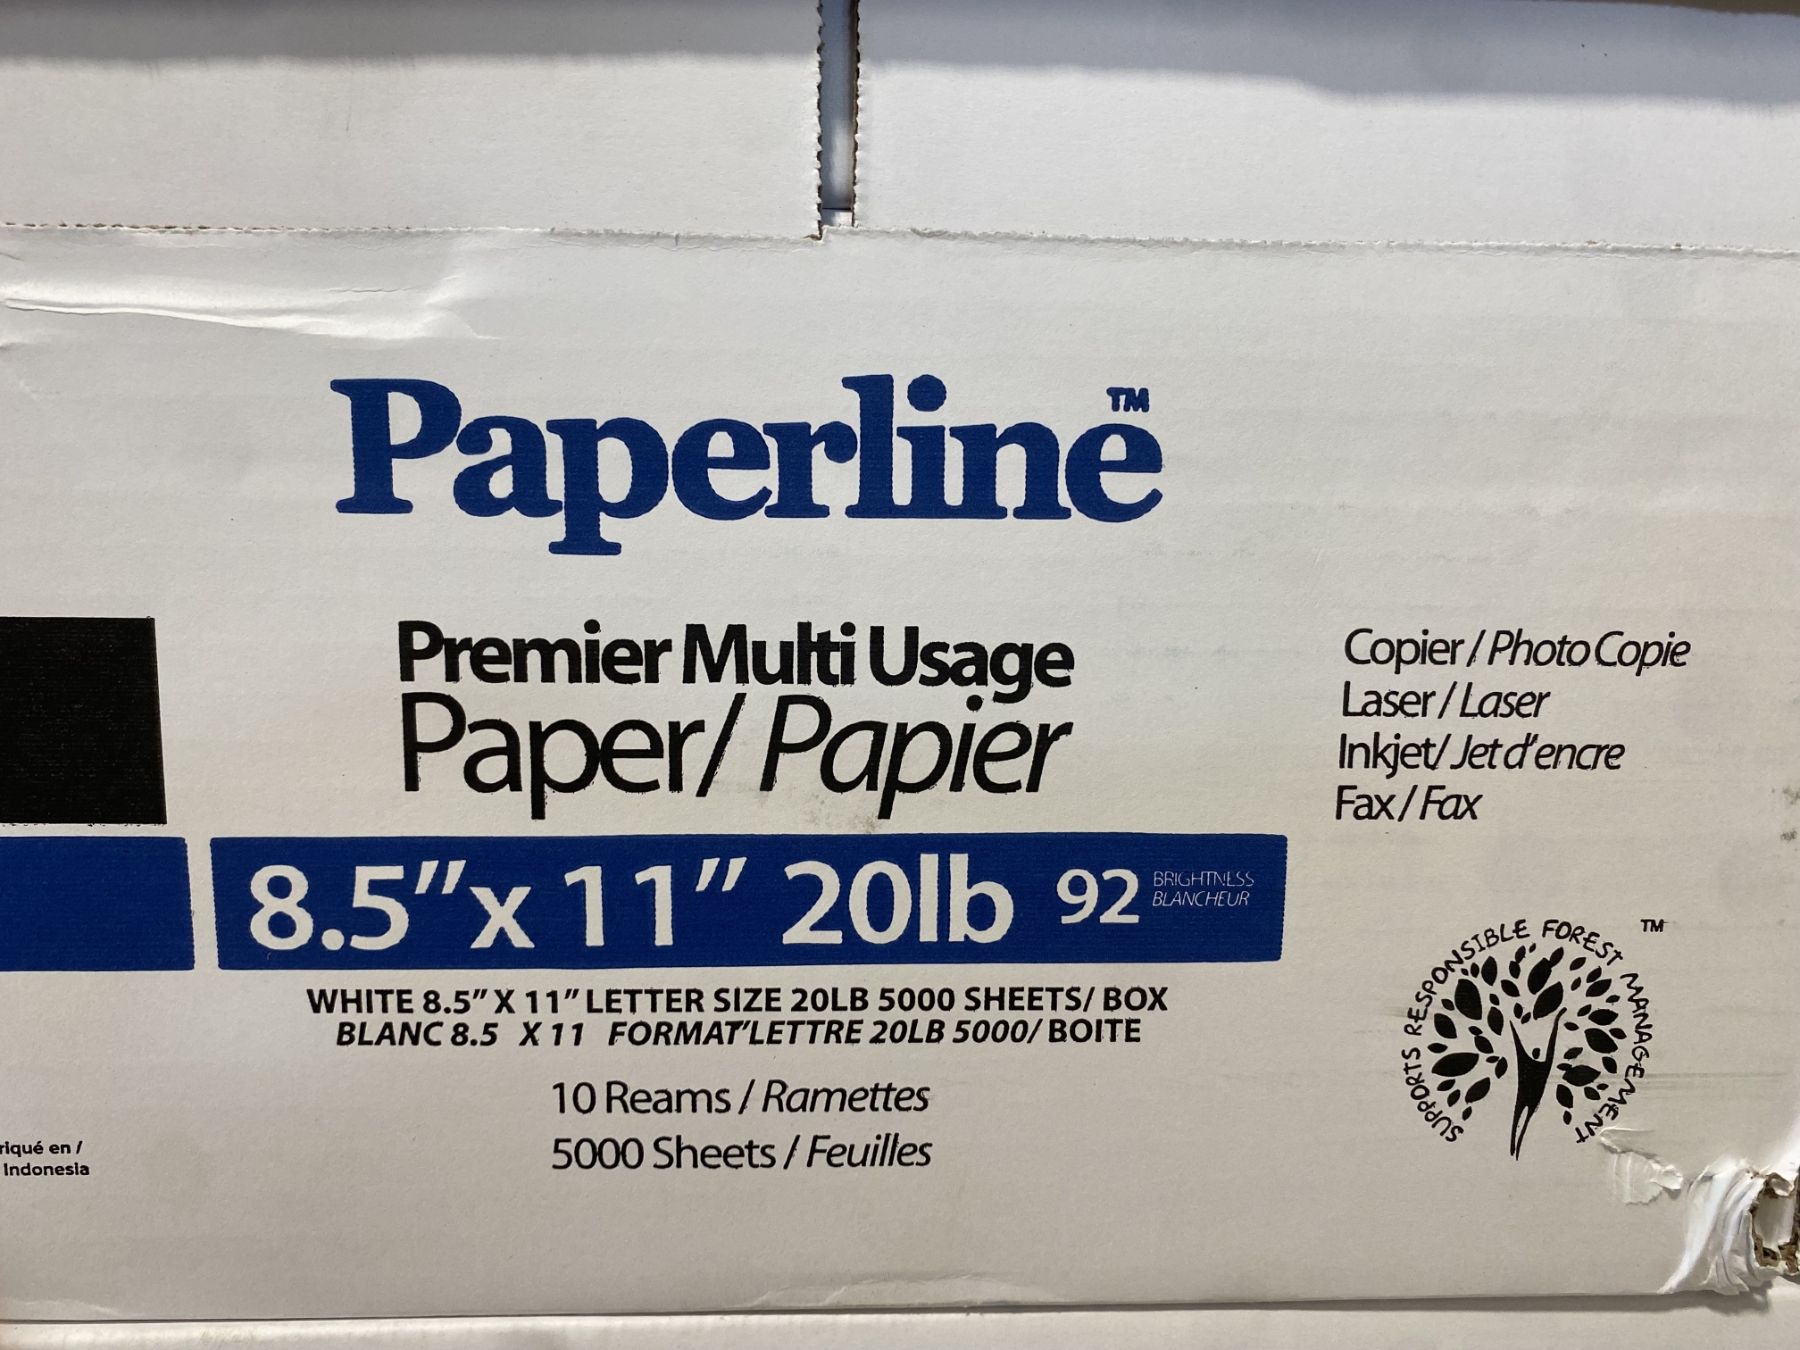 Paperline™
Premier Multi Usage
Paper/ Papier
8.5″x 11″ 20lb 92 BRIGHTNESS
BLANCHEUR
WHITE 8.5″ X 11″ LETTER SIZE 20LB 5000 SHEETS/ BOX
BLANC 8.5 X 11 FORMAT'LETTRE 20LB 5000/ BOITE
10 Reams / Ramettes
5000 Sheets / Feuilles
Copier / Photo Copie
Laser / Laser
Inkjet/ Jet d'encre
Fax / Fax
SUPPORTS RESPONSIBLE FOREST MANAGEMENT ™
riqué en /
Indonesia